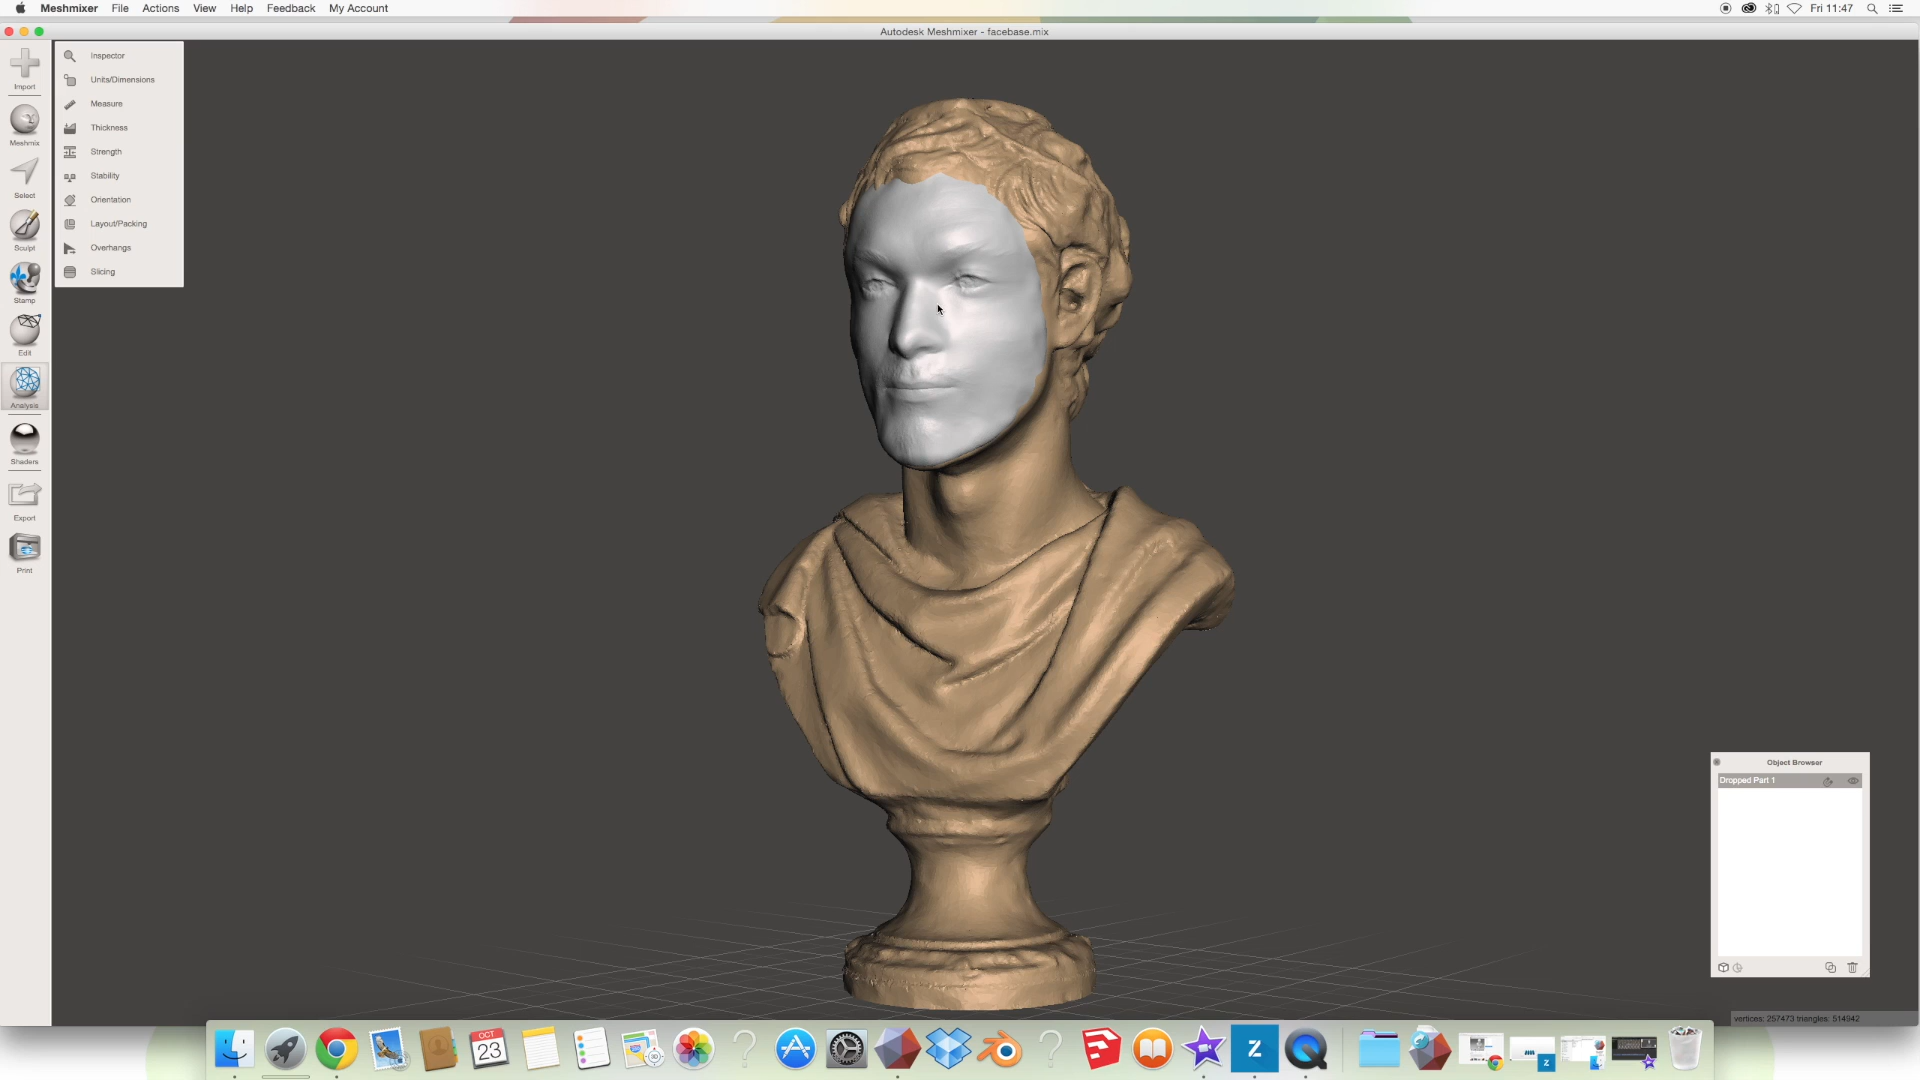 Meshmixer File Actions View Help Feedback My Account
Fri 11:47
Autodesk Meshmixer - facebase.mix
Import
Meshmix
Select
Sculpt
Stamp
Edit
Analysis
Shaders
Export
Print
Inspector
Units/Dimensions
Measure
Thickness
Strength
Stability
Orientation
Layout/Packing
Overhangs
Slicing
Object Browser
Dropped Part 1
vertices: 257473 triangles: 514942
OCT
23